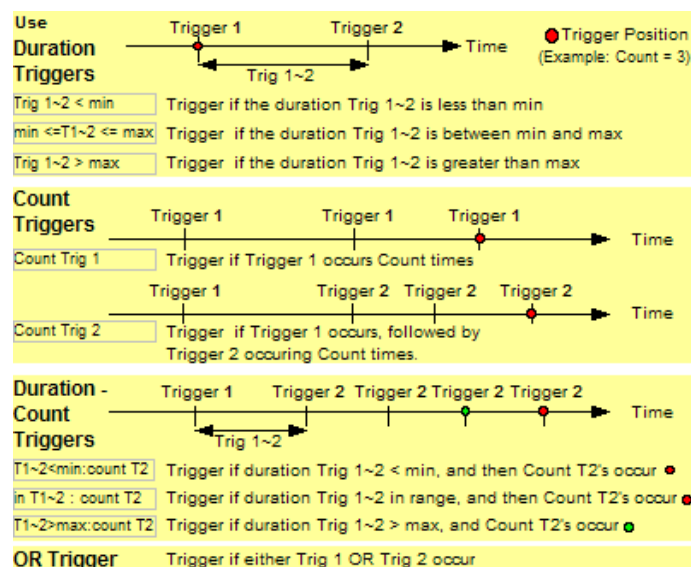 Use
Duration
Triggers
Trigger 1
Trigger 2
Time
Trig 1~2
Trigger Position
(Example: Count = 3)
Trig 1~2 < min
Trigger if the duration Trig 1~2 is less than min
min <=T1~2 <= max
Trigger if the duration Trig 1~2 is between min and max
Trig 1~2 > max
Trigger if the duration Trig 1~2 is greater than max
Count
Triggers
Trigger 1
Trigger 1
Trigger 1
Time
Count Trig 1
Trigger if Trigger 1 occurs Count times
Trigger 1
Trigger 2
Trigger 2
Trigger 2
Time
Count Trig 2
Trigger if Trigger 1 occurs, followed by
Trigger 2 occuring Count times.
Duration -
Count
Triggers
Trigger 1
Trigger 2
Trigger 2
Trigger 2
Trigger 2
Time
Trig 1~2
T1~2<min:count T2
Trigger if duration Trig 1~2 < min, and then Count T2's occur
in T1~2 : count T2
Trigger if duration Trig 1~2 in range, and then Count T2's occur
T1~2>max:count T2
Trigger if duration Trig 1~2 > max, and Count T2's occur
OR Trigger
Trigger if either Trig 1 OR Trig 2 occur